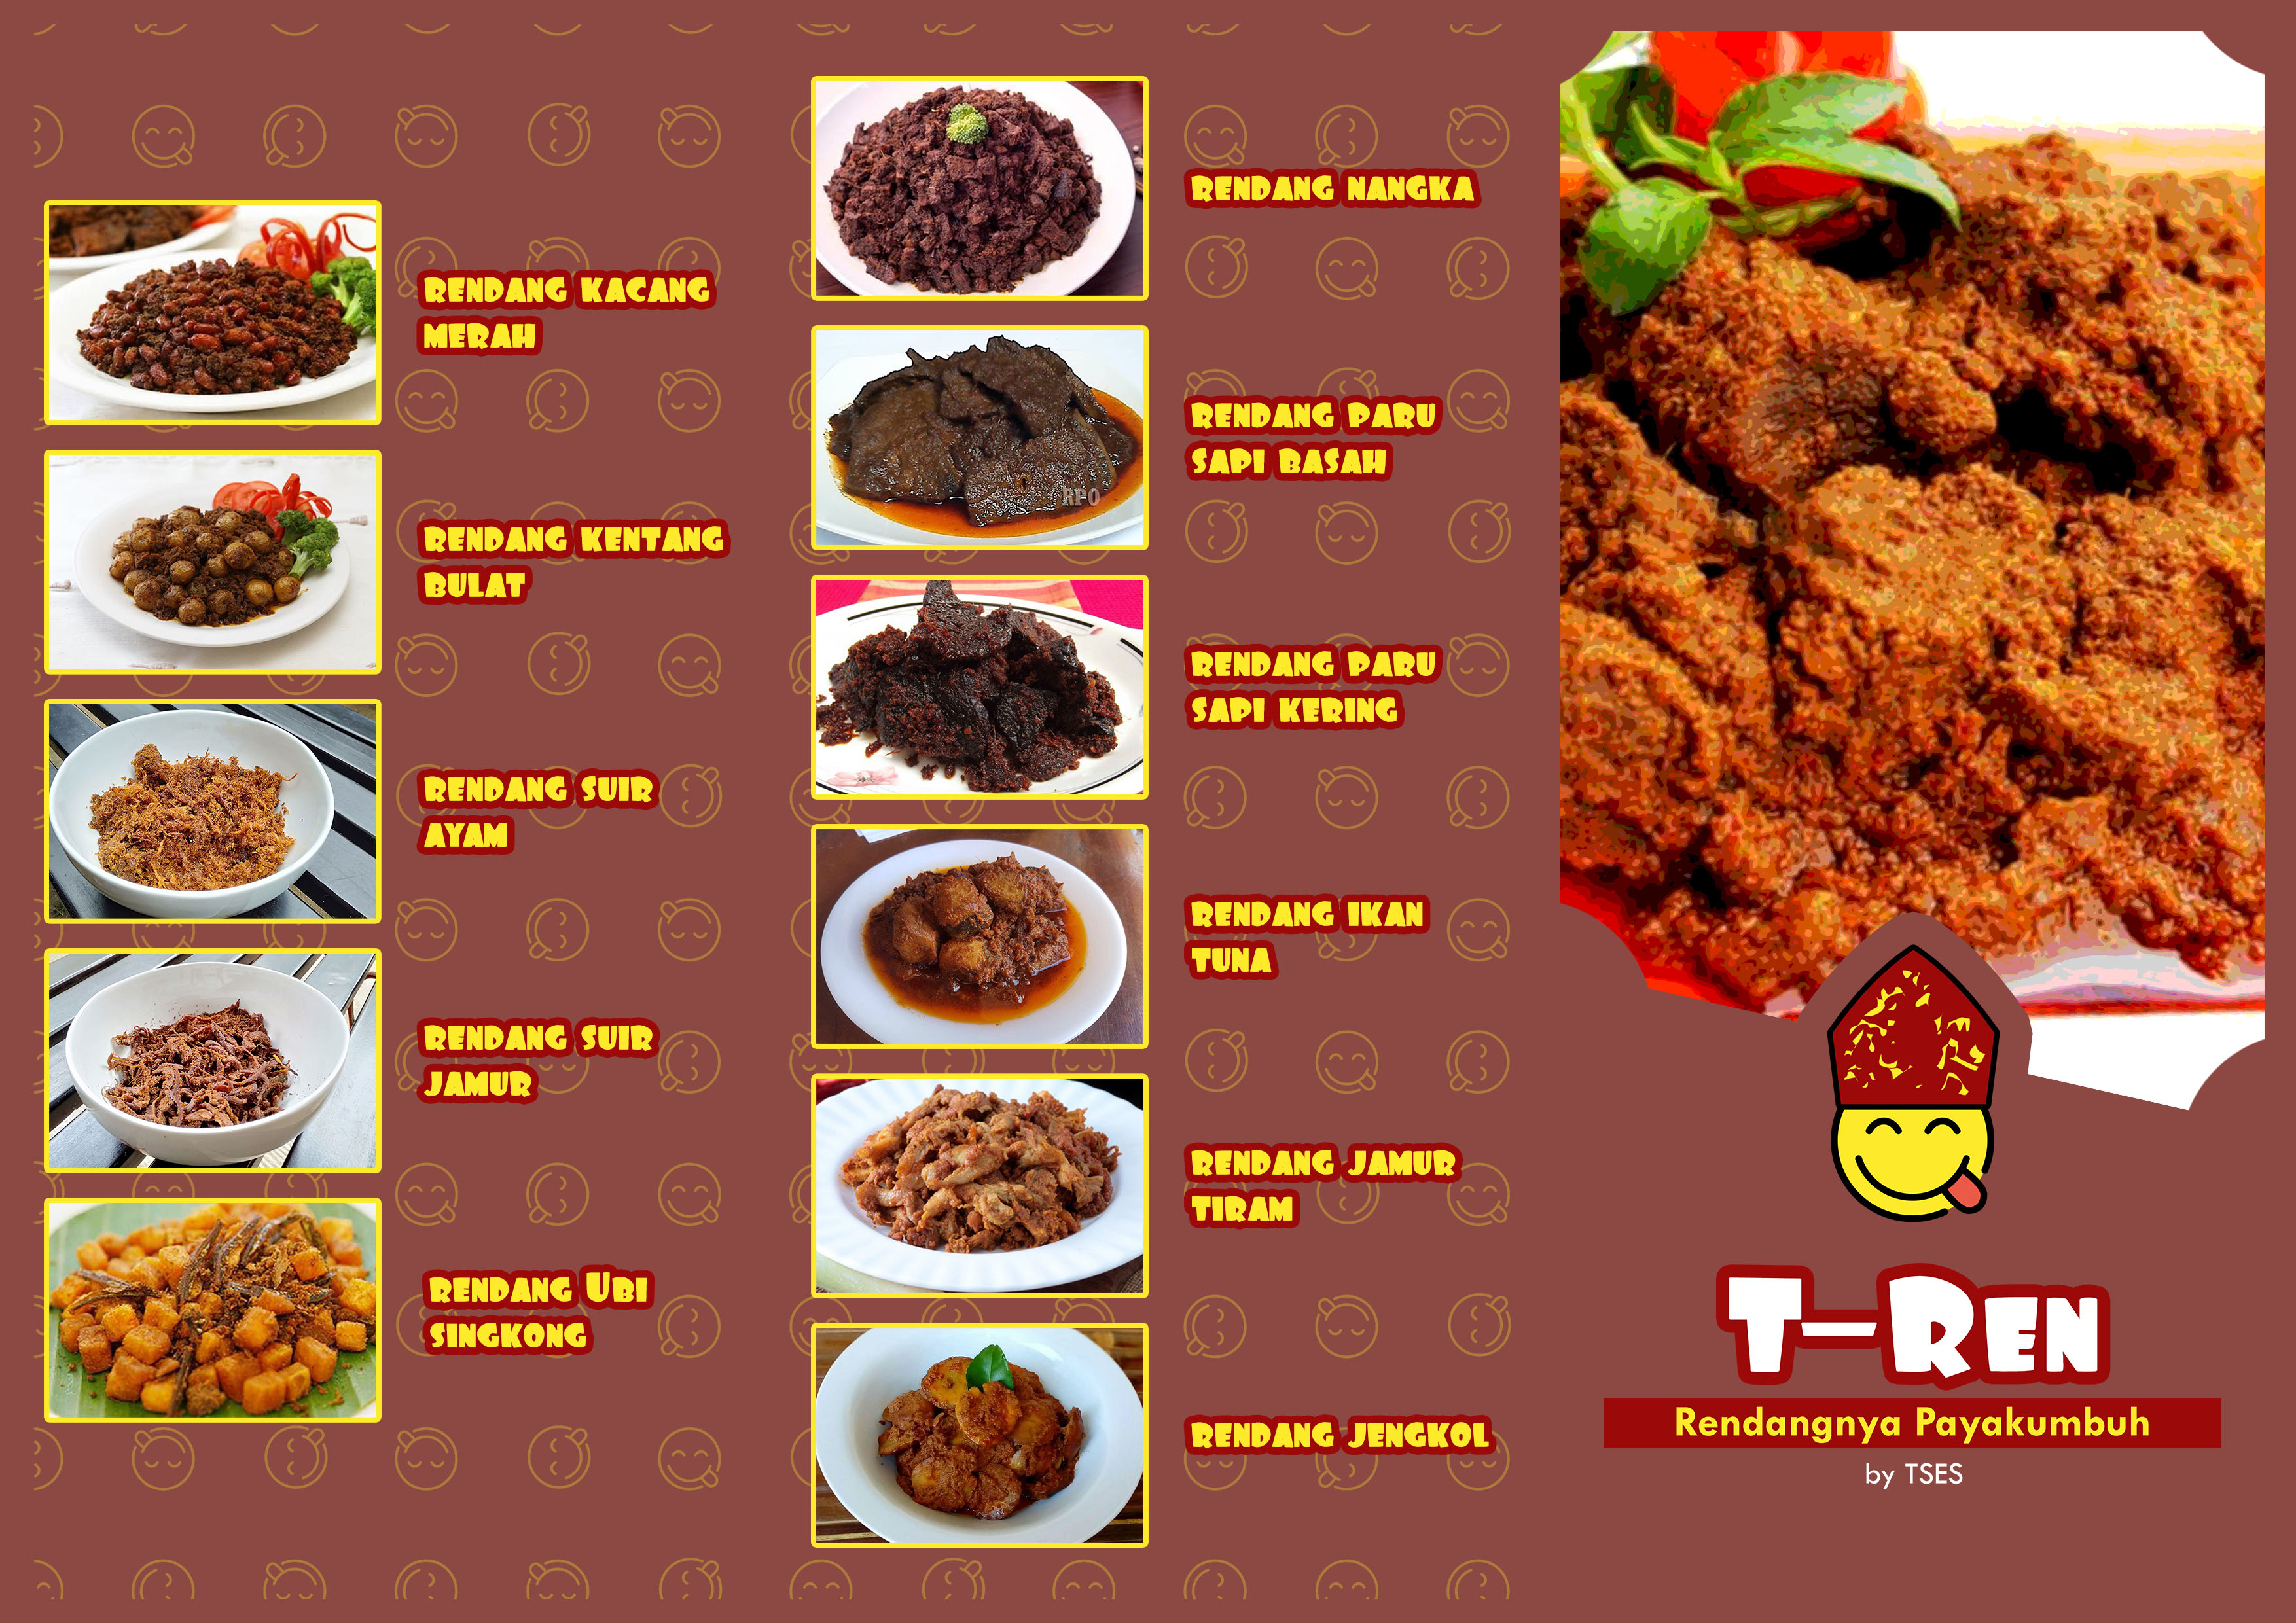 RENDANG KACANG
MERAH
RENDANG KENTANG
BULAT
RENDANG SUIR
AYAM
RENDANG SUIR
JAMUR
RENDANG UBI
SINGKONG
RENDANG NANGKA
RENDANG PARU
SAPI BASAH
RPO
RENDANG PARU
SAPI KERING
RENDANG IKAN
TUNA
RENDANG JAMUR
TIRAM
RENDANG JENGKOL
T-REN
Rendangnya Payakumbuh
by TSES